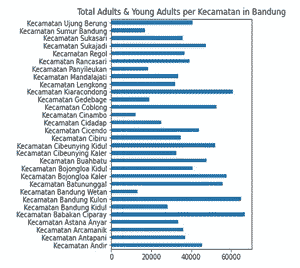 Total Adults & Young Adults per Kecamatan in Bandung
Kecamatan Ujung Berung
Kecamatan Sumur Bandung
Kecamatan Sukasari
Kecamatan Sukajadi
Kecamatan Regol
Kecamatan Rancasari
Kecamatan Panyileukan
Kecamatan Mandalajati
Kecamatan Lengkong
Kecamatan Kiaracondong
Kecamatan Gedebage
Kecamatan Coblong
Kecamatan Cinambo
Kecamatan Cidadap
Kecamatan Cicendo
Kecamatan Cibiru
Kecamatan Cibeunying Kidul
Kecamatan Cibeunying Kaler
Kecamatan Buahbatu
Kecamatan Bojongloa Kidul
Kecamatan Bojongloa Kaler
Kecamatan Batununggal
Kecamatan Bandung Wetan
Kecamatan Bandung Kulon
Kecamatan Bandung Kidul
Kecamatan Babakan Ciparay
Kecamatan Astana Anyar
Kecamatan Arcamanik
Kecamatan Antapani
Kecamatan Andir
0 20000 40000 60000